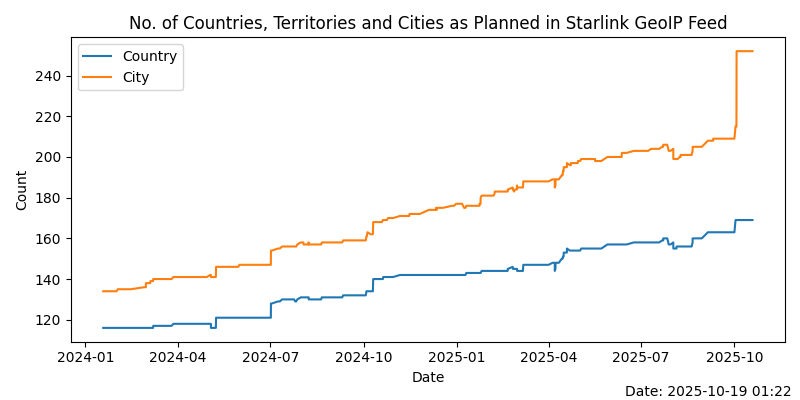 No. of Countries, Territories and Cities as Planned in Starlink GeoIP Feed
Country
City
240
220
200
180
160
140
120
Count
2024-01 2024-04 2024-07 2024-10 2025-01 2025-04 2025-07 2025-10
Date
Date: 2025-10-19 01:22